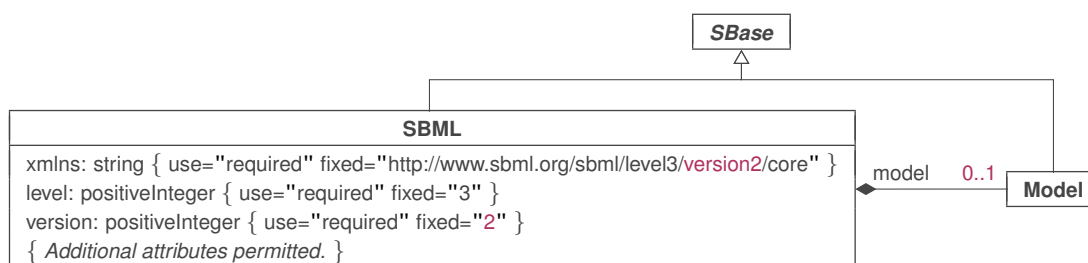 SBase
SBML
xmlns: string { use="required" fixed="http://www.sbml.org/sbml/level3/version2/core" }
level: positiveInteger { use="required" fixed="3" }
version: positiveInteger { use="required" fixed="2" }
{ Additional attributes permitted. }
model 0..1
Model